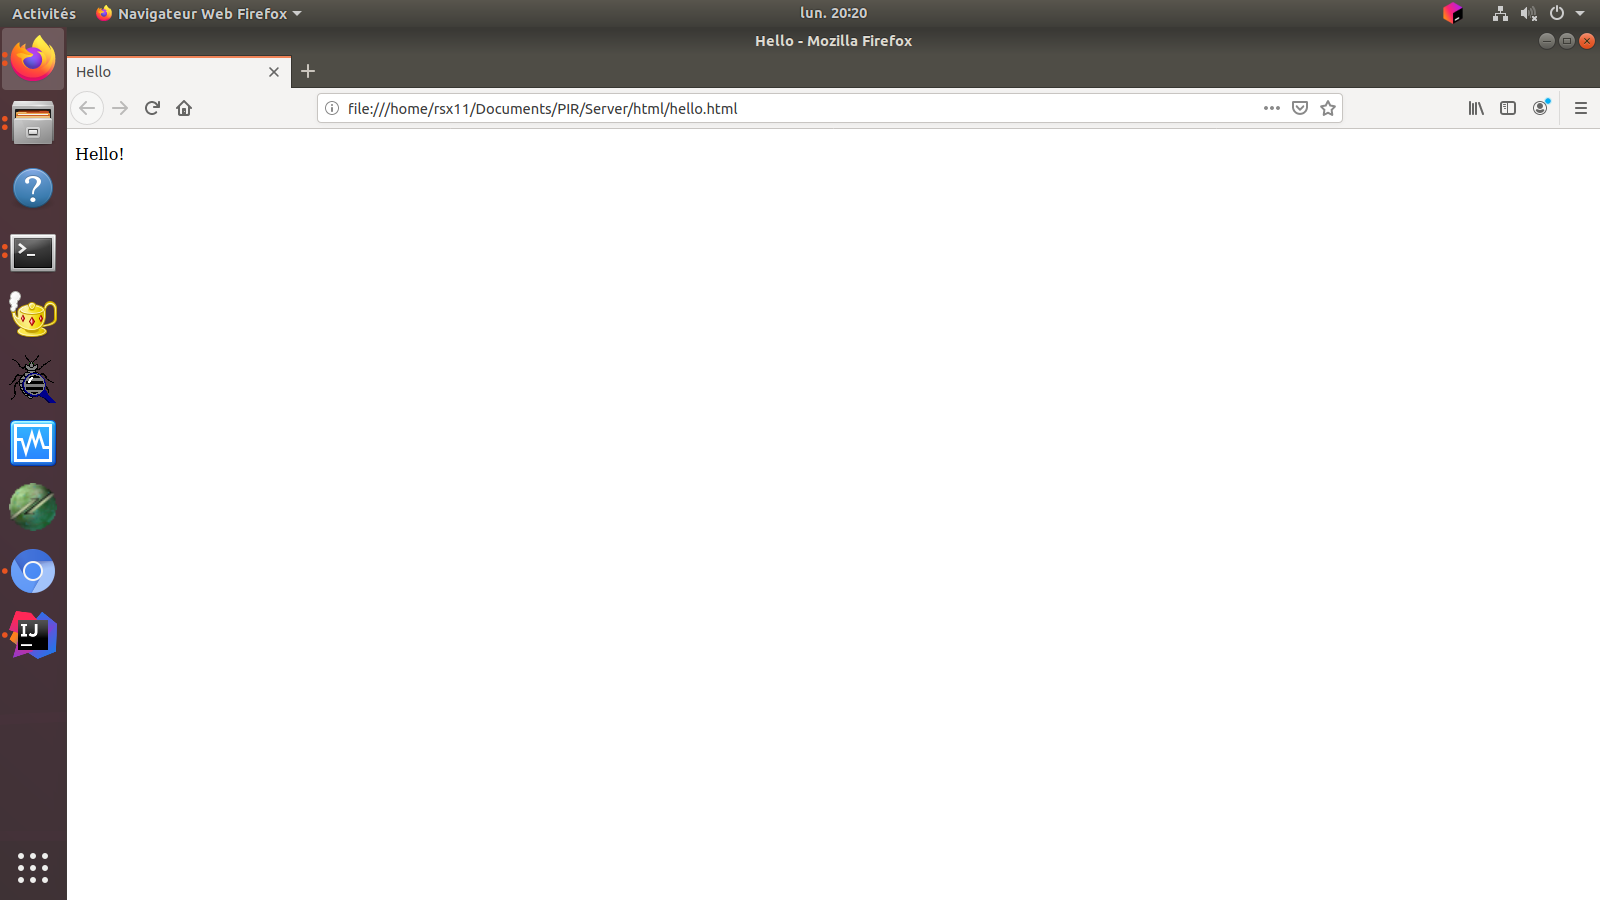 Activités Navigateur Web Firefox lun. 20:20
Hello - Mozilla Firefox
Hello
file:///home/rsx11/Documents/PIR/Server/html/hello.html
Hello!
IJ